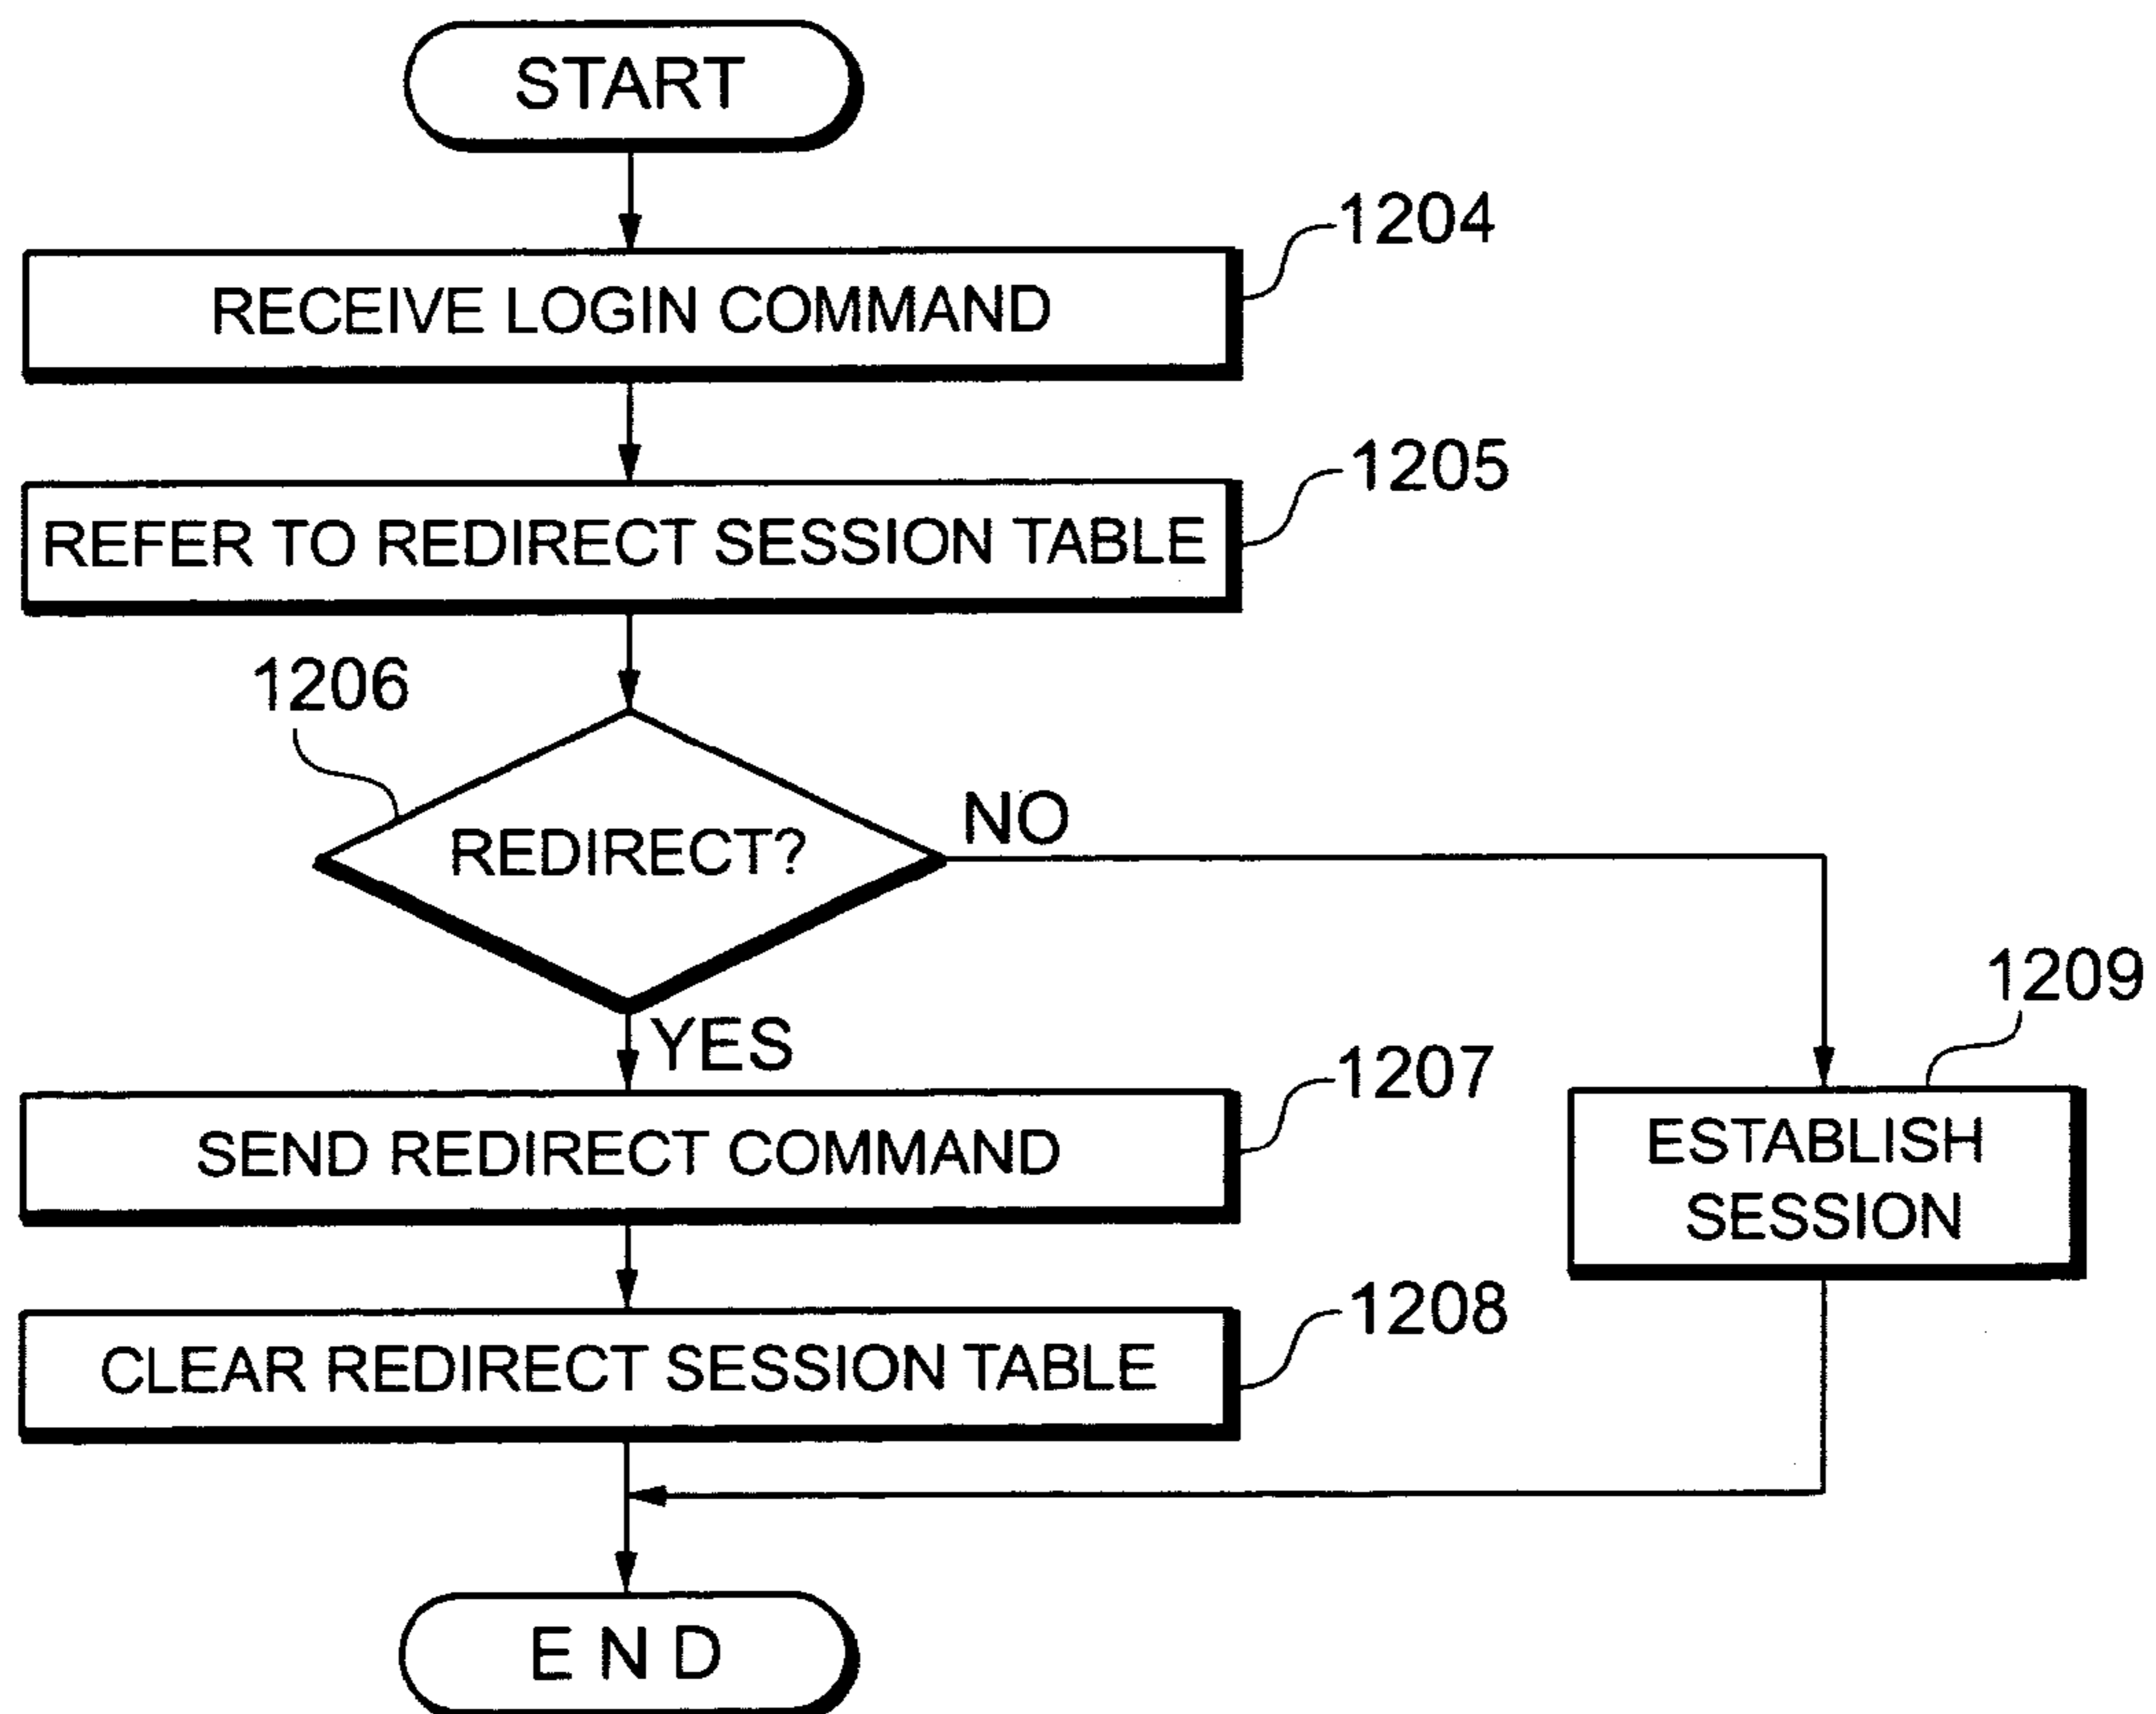 START
1204
RECEIVE LOGIN COMMAND
1205
REFER TO REDIRECT SESSION TABLE
1206
REDIRECT?
NO
YES
1209
1207
SEND REDIRECT COMMAND
ESTABLISH
SESSION
1208
CLEAR REDIRECT SESSION TABLE
END